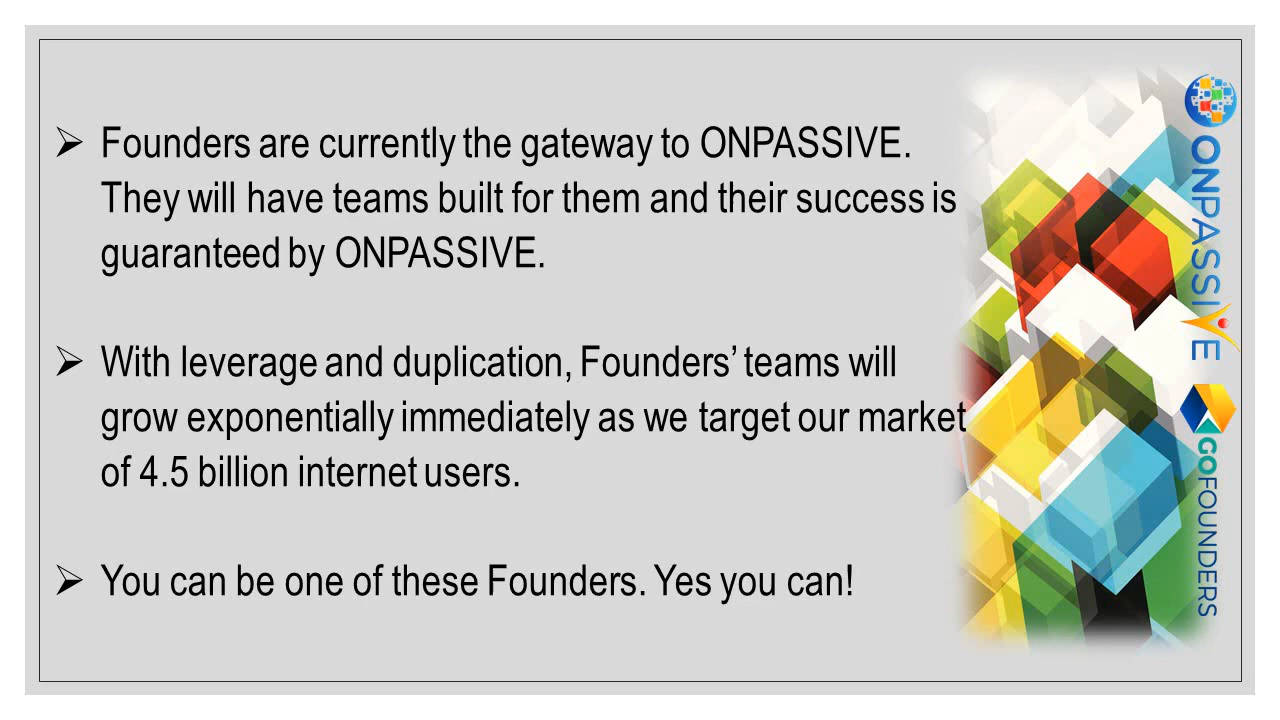 Founders are currently the gateway to ONPASSIVE.
They will have teams built for them and their success is
guaranteed by ONPASSIVE.
With leverage and duplication, Founders’ teams will
grow exponentially immediately as we target our market
of 4.5 billion internet users.
You can be one of these Founders. Yes you can!
ONPASSIVE
GOFOUNDERS